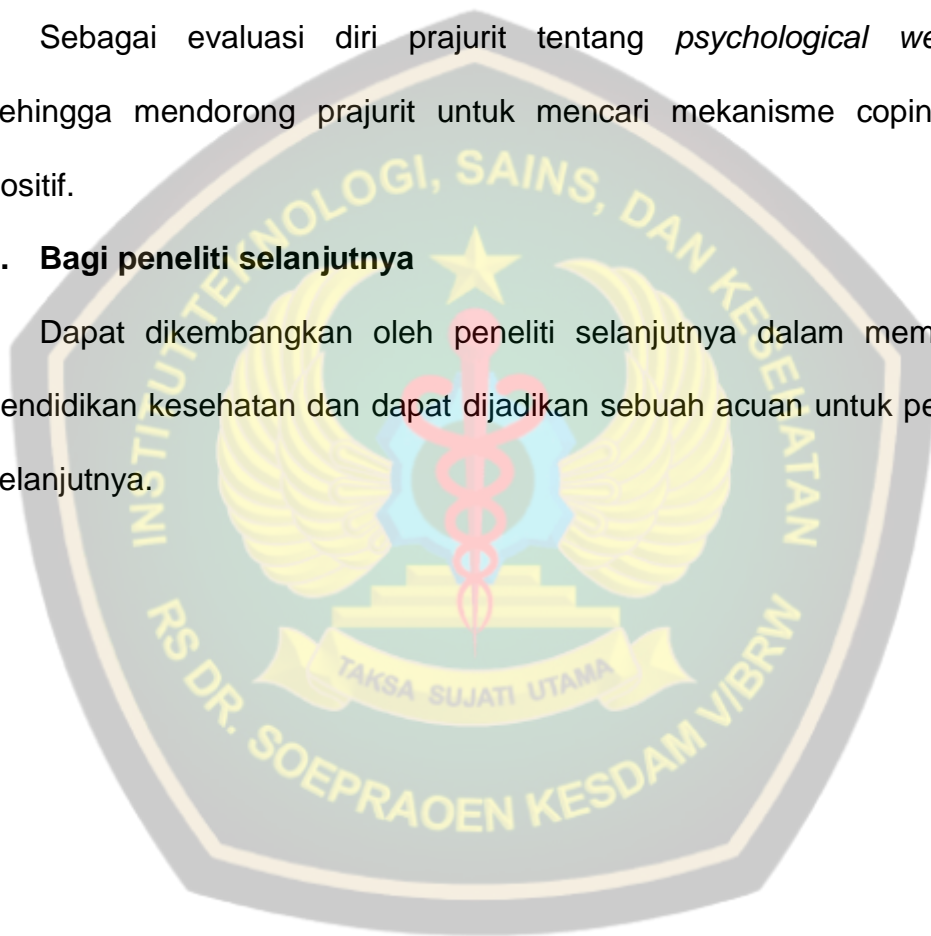 Sebagai evaluasi diri prajurit tentang psychological we
ehingga mendorong prajurit untuk mencari mekanisme copin
ositif.
. Bagi peneliti selanjutnya
Dapat dikembangkan oleh peneliti selanjutnya dalam mem
endidikan kesehatan dan dapat dijadikan sebuah acuan untuk pe
elanjutnya.
INSTITUT TEKNOLOGI, SAINS, DAN KESEHATAN
TAKSA SUJATI UTAMA
RS DR. SOEPRAOEN KESDAM V/BRW